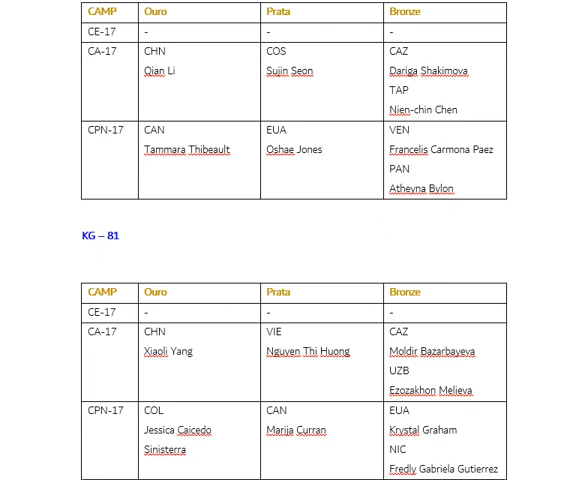 CAMP Ouro Prata Bronze
CE-17 - - -
CA-17 CHN COS CAZ
Qian Li Sujin Seon Dariga Shakimova
TAP
Nien-chin Chen
CPN-17 CAN EUA VEN
Tammara Thibeault Oshae Jones Francelis Carmona Paez
PAN
Atheyna Bylon
KG – 81
CAMP Ouro Prata Bronze
CE-17 - - -
CA-17 CHN VIE CAZ
Xiaoli Yang Nguyen Thi Huong Moldir Bazarbayeva
UZB
Ezozakhon Melieva
CPN-17 COL CAN EUA
Jessica Caicedo Marija Curran Krystal Graham
Sinisterra NIC
Fredly Gabriela Gutierrez